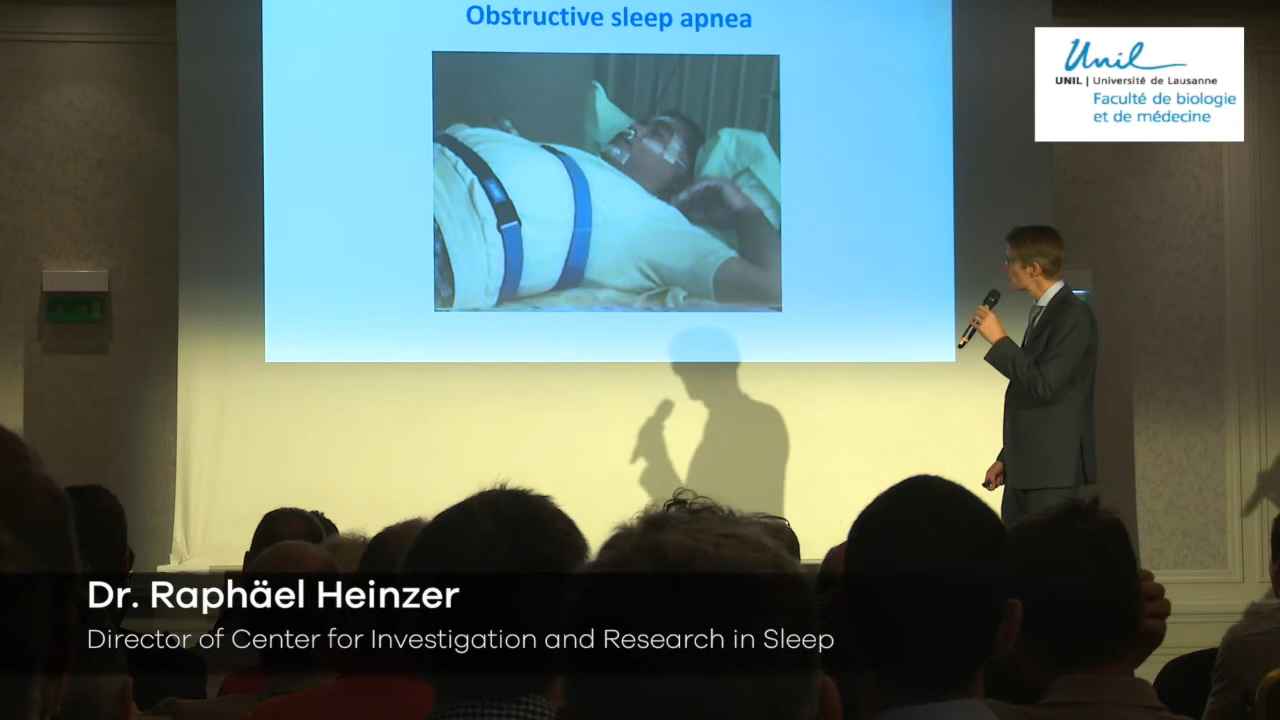 Obstructive sleep apnea
Unil
UNIL | Université de Lausanne
Faculté de biologie
et de médecine
Dr. Raphäel Heinzer
Director of Center for Investigation and Research in Sleep